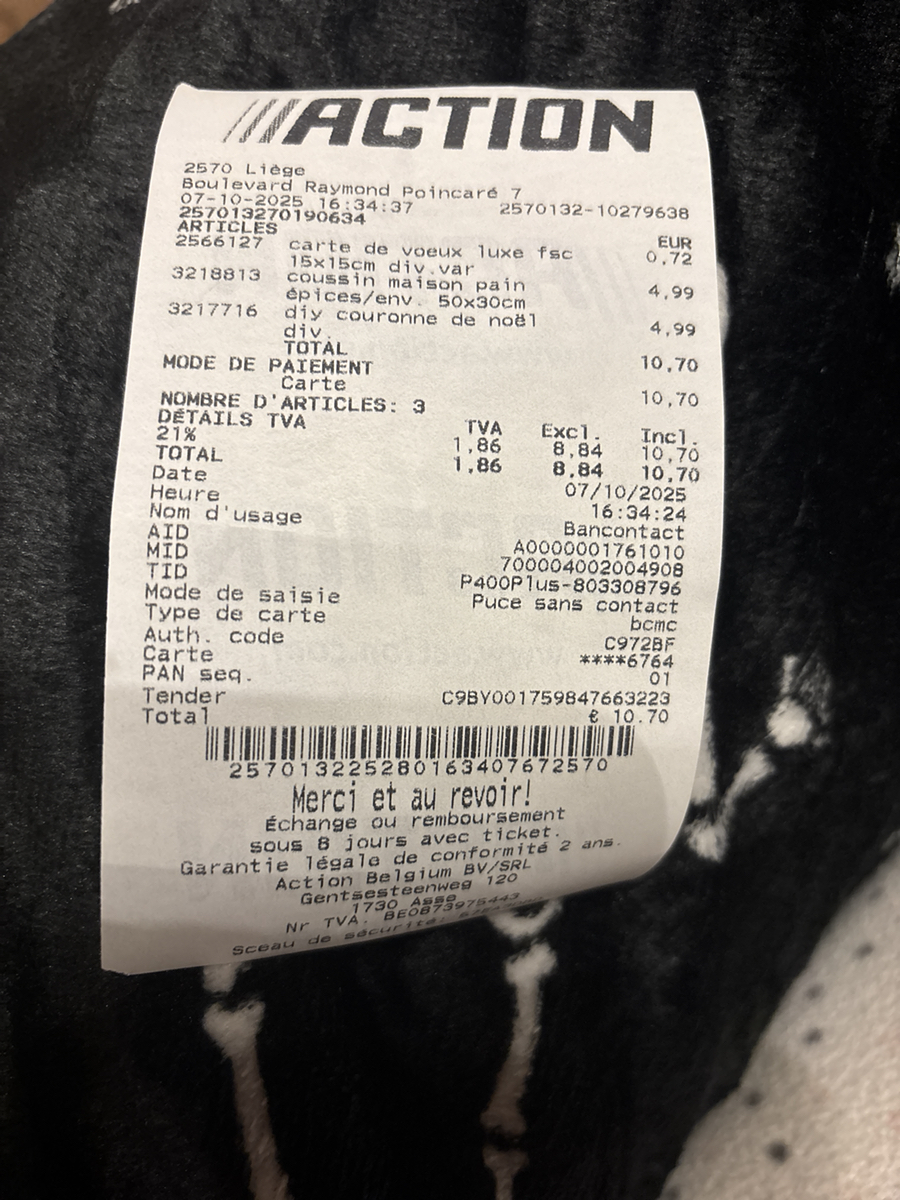 ///ACTION
2570 Liège
Boulevard Raymond Poincaré 7
07-10-2025 16:34:37 2570132-10279638
257013270190634
ARTICLES EUR
2566127 carte de voeux luxe fsc 0,72
15x15cm div.var
3218813 coussin maison pain 4,99
épices/env. 50x30cm
3217716 diy couronne de noël 4,99
div.
TOTAL 10,70
MODE DE PAIEMENT
Carte 10,70
NOMBRE D'ARTICLES: 3
DÉTAILS TVA TVA Excl. Incl.
21% 1,86 8,84 10,70
TOTAL 1,86 8,84 10,70
Date 07/10/2025
Heure 16:34:24
Nom d'usage Bancontact
AID A0000001761010
MID 700004002004908
TID P400Plus-803308796
Mode de saisie Puce sans contact
Type de carte bcmc
Auth. code C972BF
Carte ****6764
PAN seq. 01
Tender C9BY001759847663223
Total € 10.70
257013225280163407672570
Merci et au revoir!
Échange ou remboursement
sous 8 jours avec ticket.
Garantie légale de conformité 2 ans.
Action Belgium BV/SRL
Gentsesteenweg 120
1730 Asse
Nr TVA. BE0873975443
Sceau de sécurité: